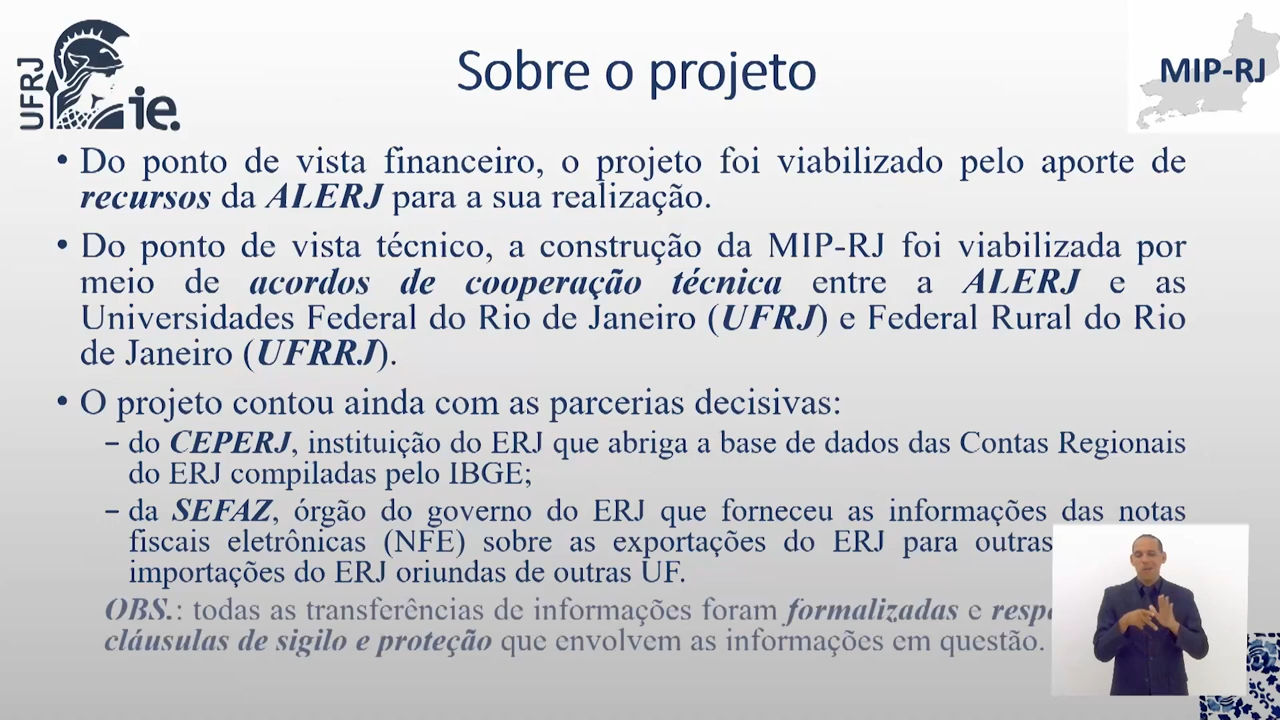 UFRJ
ie.
Sobre o projeto
MIP-RJ
• Do ponto de vista financeiro, o projeto foi viabilizado pelo aporte de
recursos da ALERJ para a sua realização.
• Do ponto de vista técnico, a construção da MIP-RJ foi viabilizada por
meio de acordos de cooperação técnica entre a ALERJ e as
Universidades Federal do Rio de Janeiro (UFRJ) e Federal Rural do Rio
de Janeiro (UFRRJ).
• O projeto contou ainda com as parcerias decisivas:
– do CEPERJ, instituição do ERJ que abriga a base de dados das Contas Regionais
do ERJ compiladas pelo IBGE;
– da SEFAZ, órgão do governo do ERJ que forneceu as informações das notas
fiscais eletrônicas (NFE) sobre as exportações do ERJ para outras
importações do ERJ oriundas de outras UF.
OBS.: todas as transferências de informações foram formalizadas e
cláusulas de sigilo e proteção que envolvem as informações em questão.